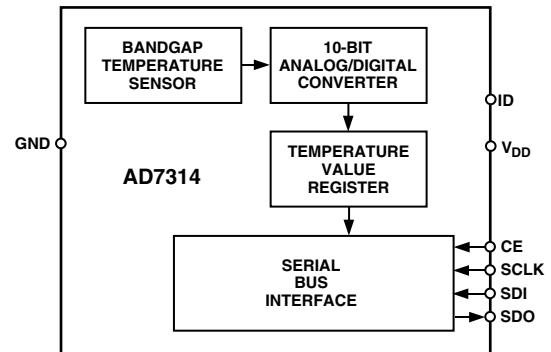 BANDGAP
TEMPERATURE
SENSOR
10-BIT
ANALOG/DIGITAL
CONVERTER
ID
GND
VDD
AD7314
TEMPERATURE
VALUE
REGISTER
SERIAL
BUS
INTERFACE
CE
SCLK
SDI
SDO